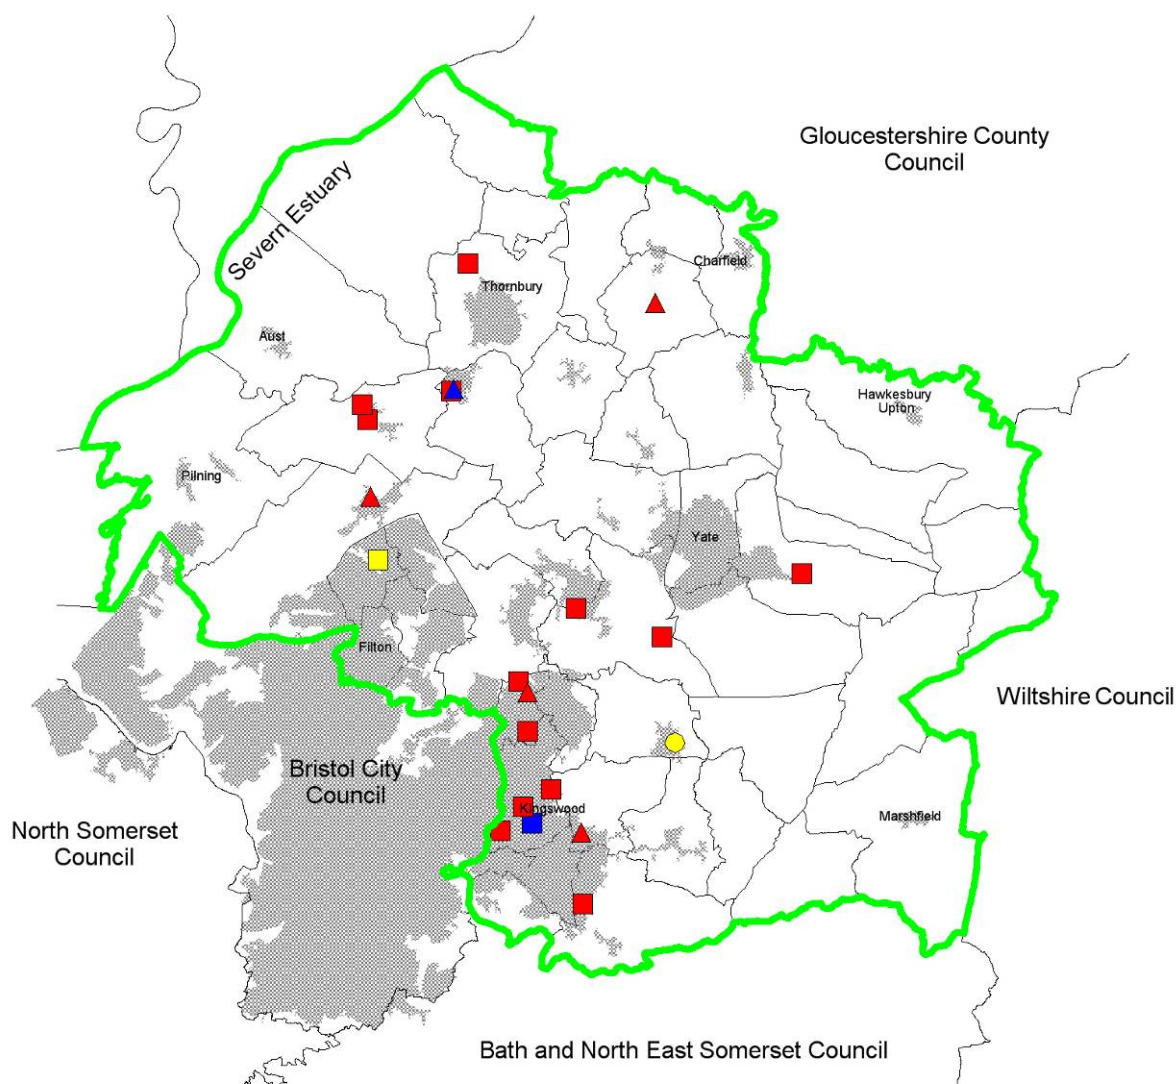 Gloucestershire County
Council
Severn Estuary
Charfield
Thornbury
Aust
Hawkesbury
Upton
Pilning
Yate
Filton
Wiltshire Council
Bristol City
Council
Kingswood
Marshfield
North Somerset
Council
Bath and North East Somerset Council